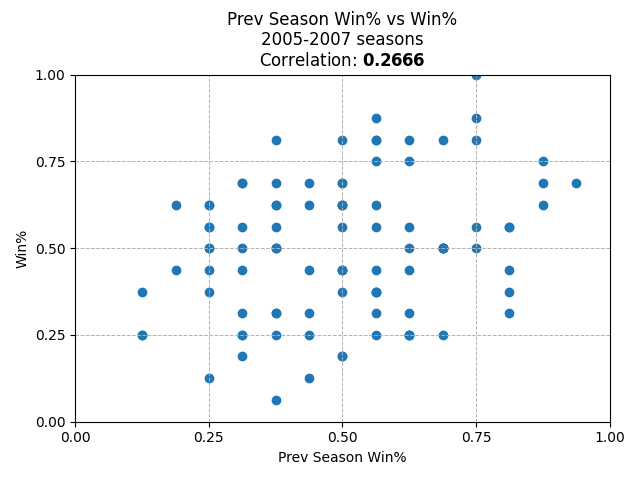 Prev Season Win% vs Win%
2005-2007 seasons
Correlation: 0.2666
1.00
0.75
0.50
0.25
0.00
Win%
0.00 0.25 0.50 0.75 1.00
Prev Season Win%